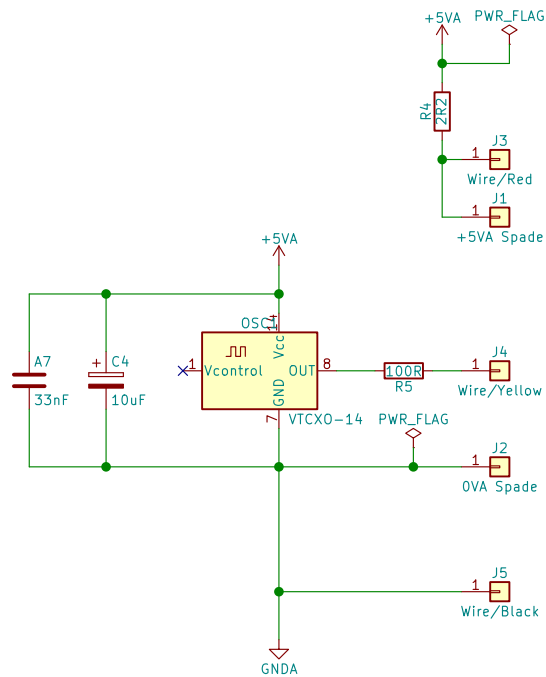 +5VA
PWR_FLAG
R4
2R2
J3
1
Wire/Red
J1
1
+5VA Spade
+5VA
OSC1
14
Vcc
A7
33nF
C4
+
10uF
1
Vcontrol
OUT
8
GND
7
VTCXO-14
100R
R5
J4
1
Wire/Yellow
PWR_FLAG
J2
1
0VA Spade
J5
1
Wire/Black
GNDA